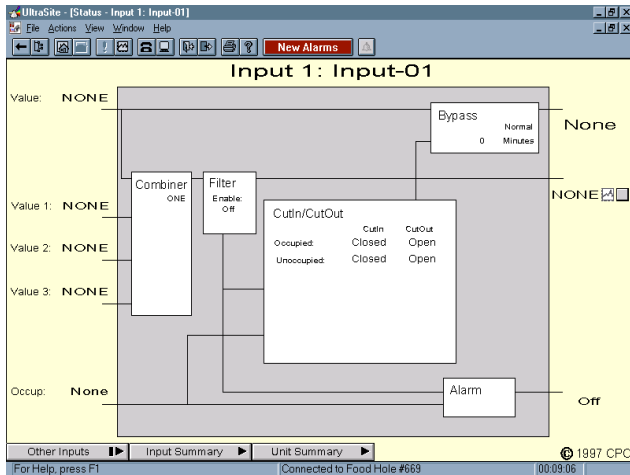 UltraSite - [Status - Input 1: Input-01]
File Actions View Window Help
New Alarms
Input 1: Input-01
Value: NONE
Bypass
Normal
0 Minutes
None
Combiner
ONE
Filter
Enable:
Off
NONE
Value 1: NONE
CutIn/CutOut
CutIn CutOut
Occupied: Closed Open
Unoccupied: Closed Open
Value 2: NONE
Value 3: NONE
Occup: None
Alarm
Off
Other Inputs Input Summary Unit Summary © 1997 CPC
For Help, press F1 Connected to Food Hole #669 00:09:06